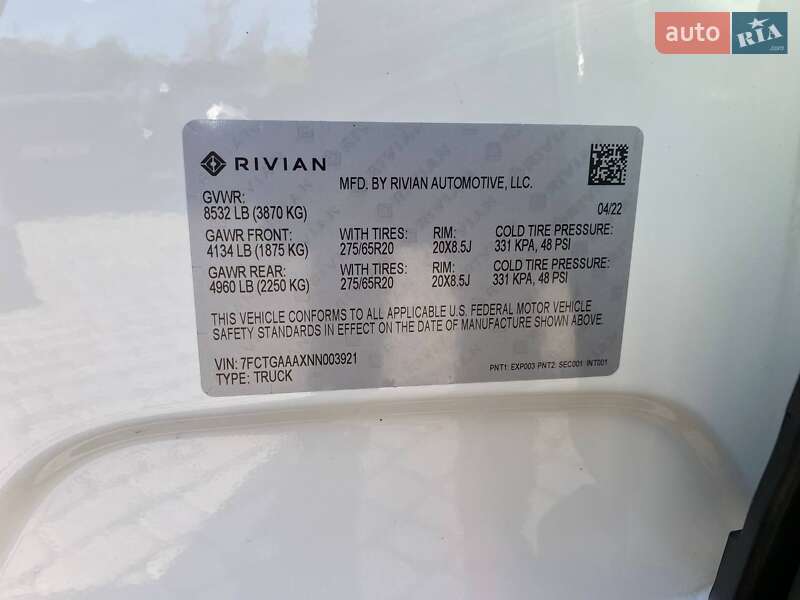 auto RIA .com
RIVIAN
MFD. BY RIVIAN AUTOMOTIVE, LLC.
GVWR:
8532 LB (3870 KG)
04/22
GAWR FRONT: WITH TIRES: RIM: COLD TIRE PRESSURE:
4134 LB (1875 KG) 275/65R20 20X8.5J 331 KPA, 48 PSI
GAWR REAR: WITH TIRES: RIM: COLD TIRE PRESSURE:
4960 LB (2250 KG) 275/65R20 20X8.5J 331 KPA, 48 PSI
THIS VEHICLE CONFORMS TO ALL APPLICABLE U.S. FEDERAL MOTOR VEHICLE
SAFETY STANDARDS IN EFFECT ON THE DATE OF MANUFACTURE SHOWN ABOVE.
VIN: 7FCTGAAAXNN003921
TYPE: TRUCK
PNT1: EXP003 PNT2: SEC001 INT001